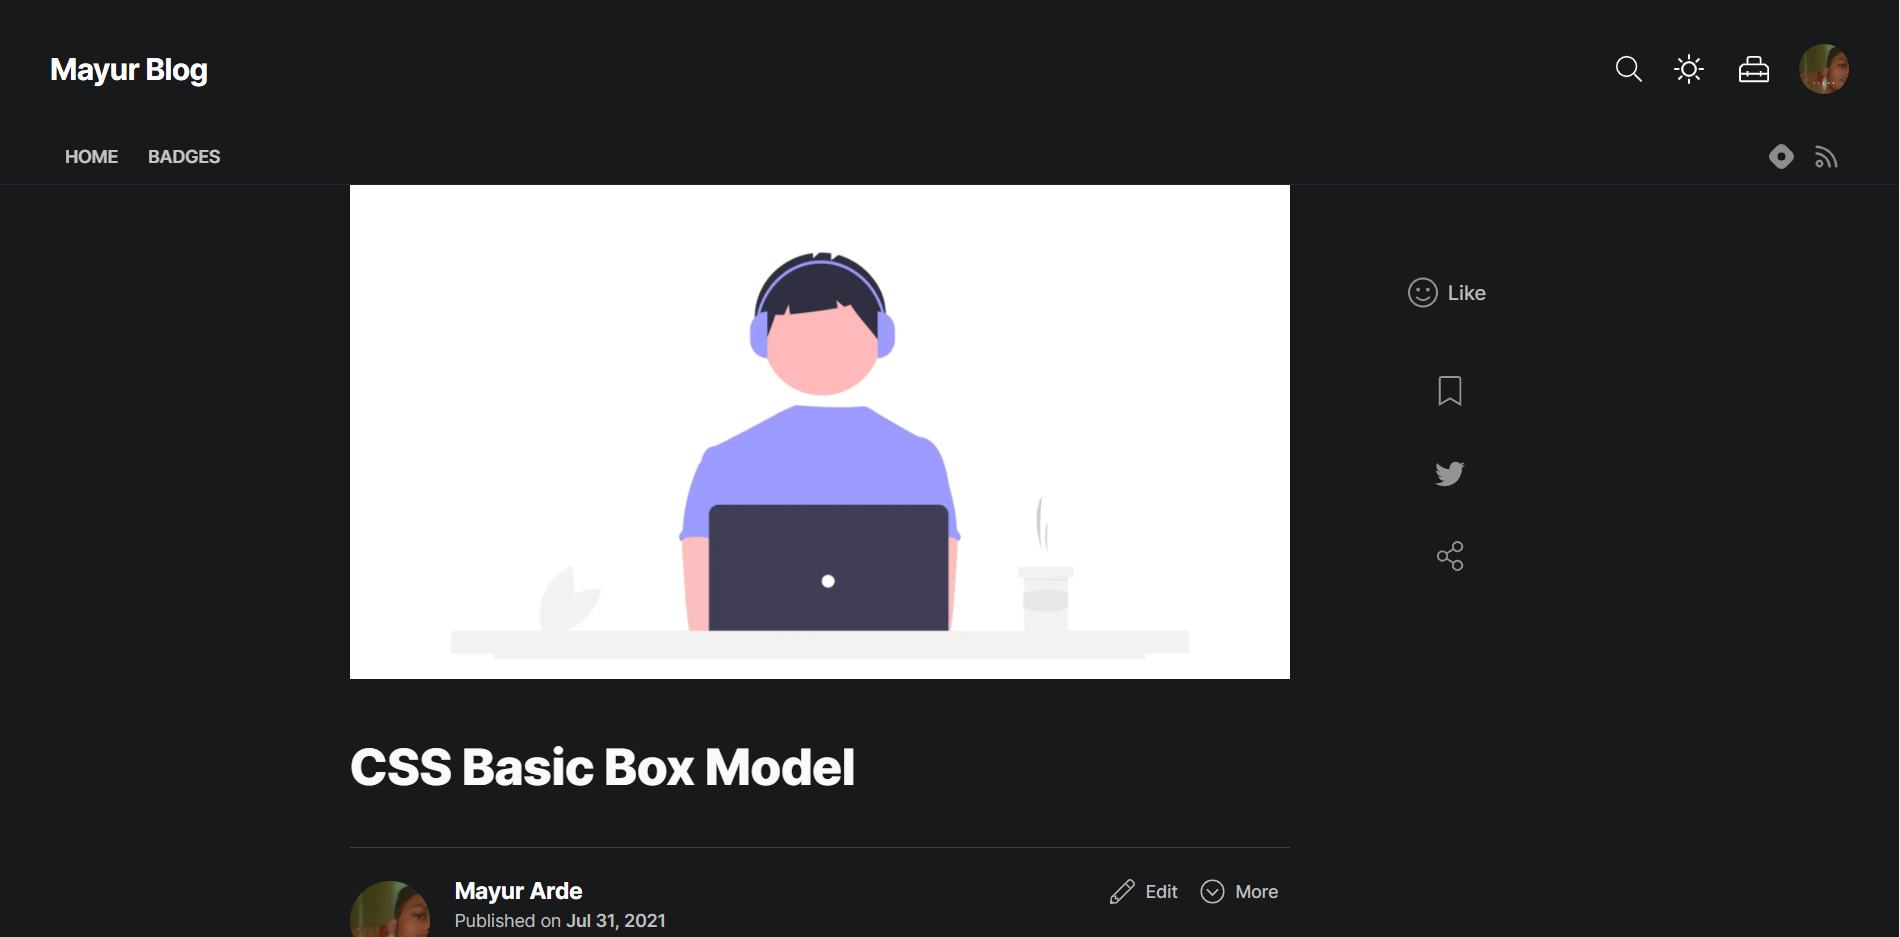 Mayur Blog
HOME BADGES
Like
CSS Basic Box Model
Mayur Arde
Published on Jul 31, 2021
Edit More